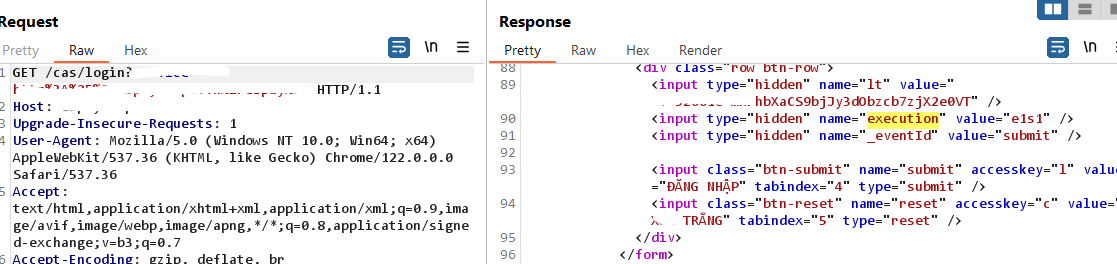 Request
Response
Pretty Raw Hex
\n
Pretty Raw Hex Render
\n
1 GET /cas/login?
HTTP/1.1
2 Host:
3 Upgrade-Insecure-Requests: 1
4 User-Agent: Mozilla/5.0 (Windows NT 10.0; Win64; x64)
AppleWebKit/537.36 (KHTML, like Gecko) Chrome/122.0.0.0
Safari/537.36
5 Accept:
text/html,application/xhtml+xml,application/xml;q=0.9,ima
ge/avif,image/webp,image/apng,*/*;q=0.8,application/signe
d-exchange;v=b3;q=0.7
6 Accept-Encoding: gzip, deflate, br
88 <div class="row btn-row">
89 <input type="hidden" name="lt" value="
hbXaCS9bjJy3dObzcb7zjX2e0VT" />
90 <input type="hidden" name="execution" value="e1s1" />
91 <input type="hidden" name="_eventId" value="submit" />
92
93 <input class="btn-submit" name="submit" accesskey="l" value
="ĐĂNG NHẬP" tabindex="4" type="submit" />
94 <input class="btn-reset" name="reset" accesskey="c" value=
TRẮNG" tabindex="5" type="reset" />
95 </div>
96 </form>